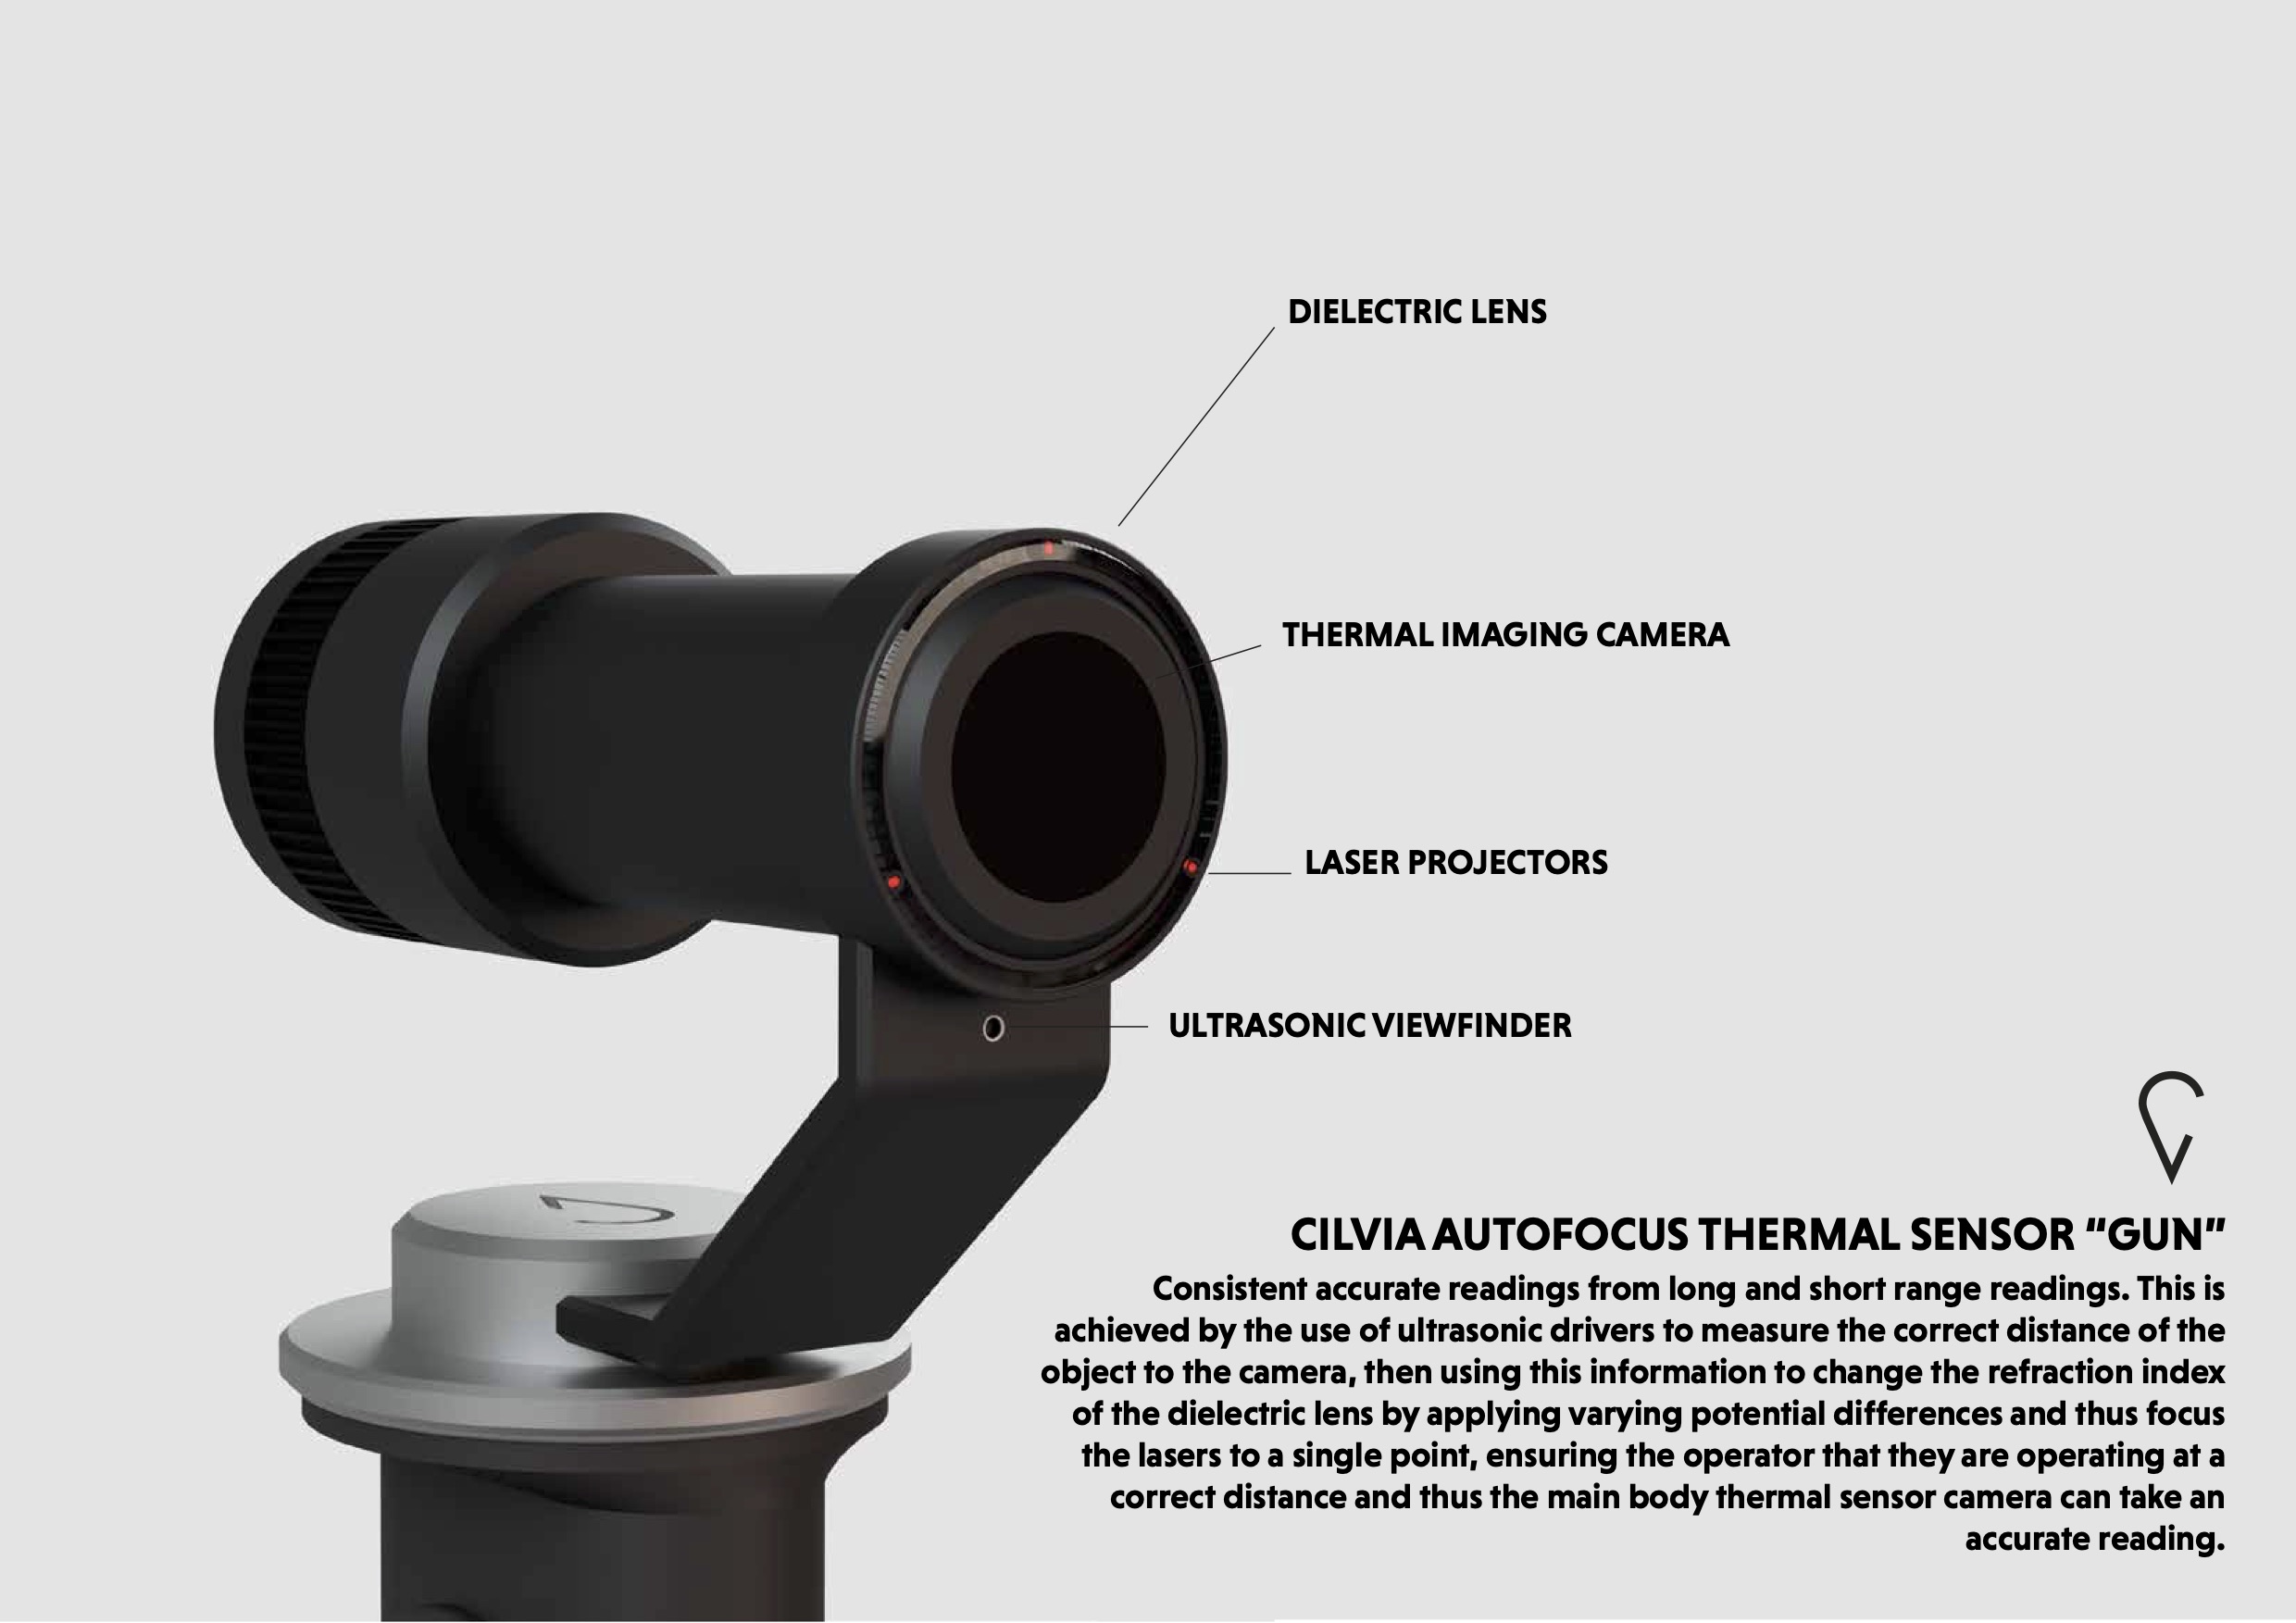 DIELECTRIC LENS
THERMAL IMAGING CAMERA
LASER PROJECTORS
ULTRASONIC VIEWFINDER
CILVIA AUTOFOCUS THERMAL SENSOR “GUN”
Consistent accurate readings from long and short range readings. This is
achieved by the use of ultrasonic drivers to measure the correct distance of the
object to the camera, then using this information to change the refraction index
of the dielectric lens by applying varying potential differences and thus focus
the lasers to a single point, ensuring the operator that they are operating at a
correct distance and thus the main body thermal sensor camera can take an
accurate reading.